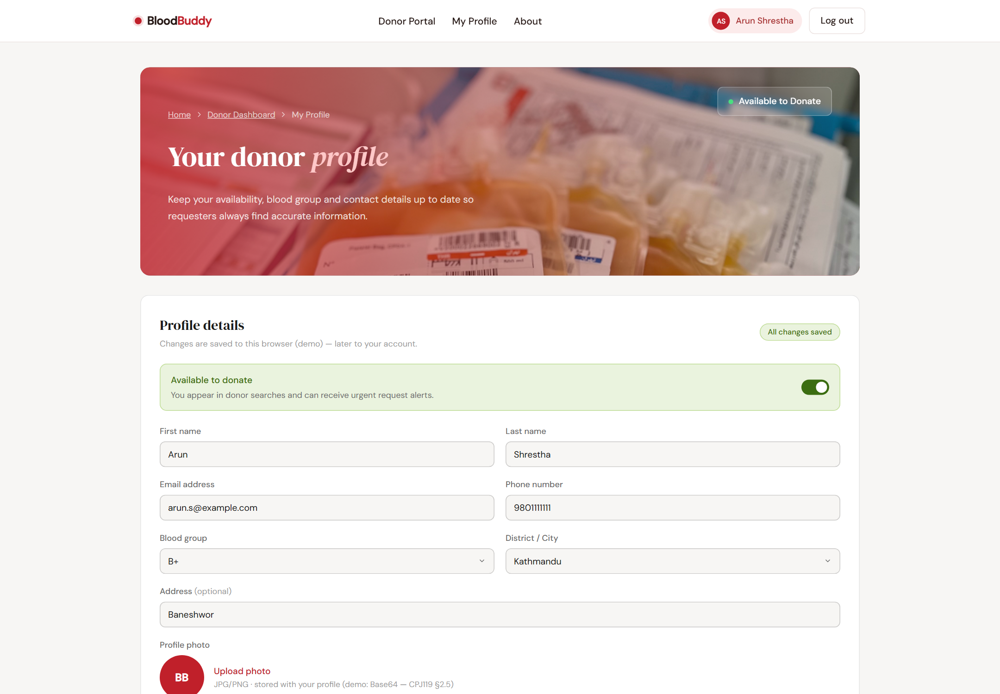 BloodBuddy
Donor Portal
My Profile
About
AS
Arun Shrestha
Log out
Available to Donate
Home > Donor Dashboard > My Profile
Your donor profile
Keep your availability, blood group and contact details up to date so
requesters always find accurate information.
Profile details
Changes are saved to this browser (demo) — later to your account.
All changes saved
Available to donate
You appear in donor searches and can receive urgent request alerts.
First name
Last name
Arun
Shrestha
Email address
Phone number
arun.s@example.com
9801111111
Blood group
District / City
B+
Kathmandu
Address (optional)
Baneshwor
Profile photo
BB
Upload photo
JPG/PNG · stored with your profile (demo: Base64 — CPJ119 §2.5)